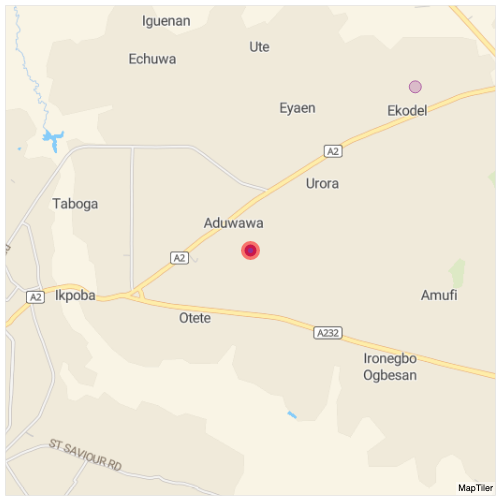 Iguenan
Ute
Echuwa
Eyaen
Ekodel
A2
Urora
Taboga
Aduwawa
A2
A2
Ikpoba
Amufi
Otete
A232
Ironegbo
Ogbesan
ST SAVIOUR RD
MapTiler